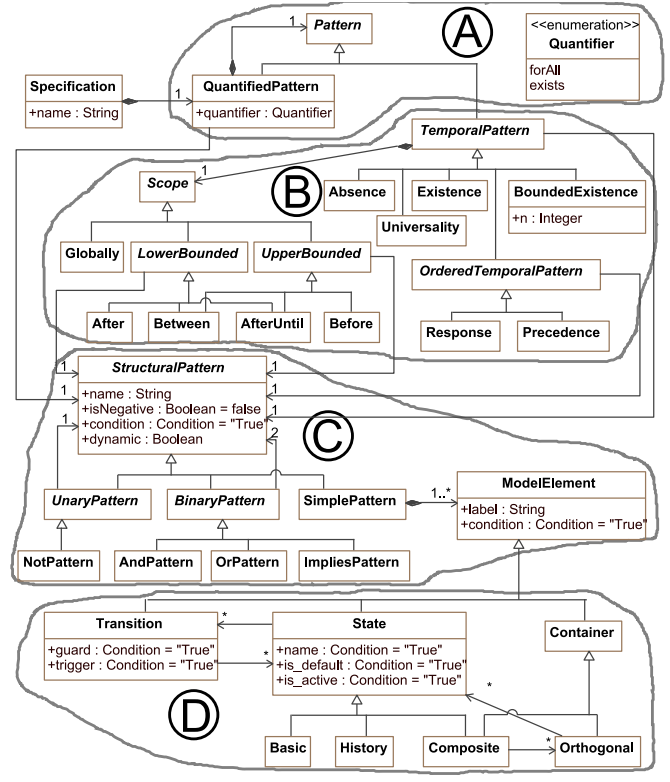 Pattern
A
<<enumeration>>
Quantifier
forAll
exists
1
Specification
+name : String
1
QuantifiedPattern
+quantifier : Quantifier
TemporalPattern
1
Scope
B
Absence
Existence
BoundedExistence
+n : Integer
Universality
Globally
LowerBounded
UpperBounded
OrderedTemporalPattern
After
Between
AfterUntil
Before
Response
Precedence
StructuralPattern
+name : String
+isNegative : Boolean = false
+condition : Condition = "True"
+dynamic : Boolean
1
1
1
1
1
1
2
C
UnaryPattern
BinaryPattern
SimplePattern
1..*
ModelElement
+label : String
+condition : Condition = "True"
NotPattern
AndPattern
OrPattern
ImpliesPattern
Transition
+guard : Condition = "True"
+trigger : Condition = "True"
*
*
State
+name : Condition = "True"
+is_default : Condition = "True"
+is_active : Condition = "True"
Container
*
D
Basic
History
Composite
*
Orthogonal